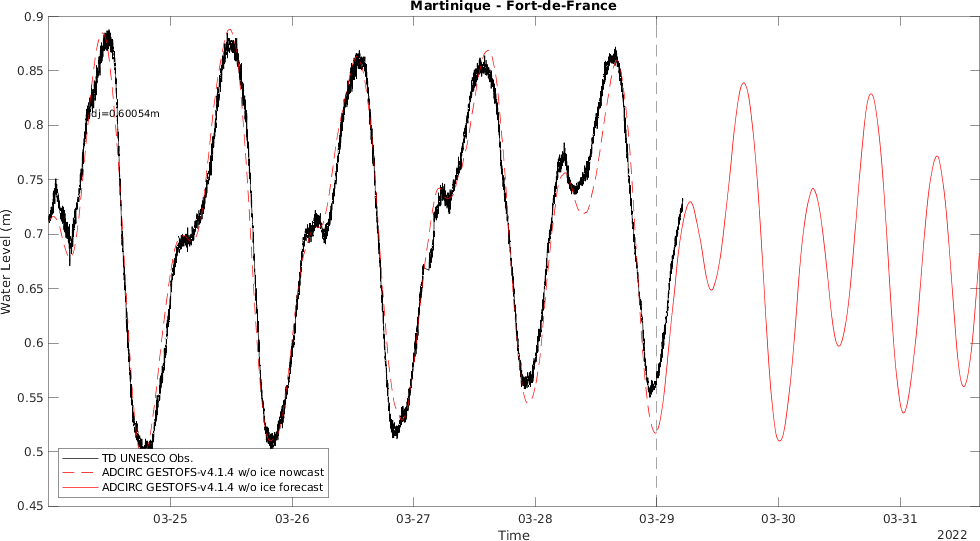 Martinique - Fort-de-France
0.9
0.85
0.8
0.75
0.7
0.65
0.6
0.55
0.5
0.45
Water Level (m)
dj=0.60054m
TD UNESCO Obs.
ADCIRC GESTOFS-v4.1.4 w/o ice nowcast
ADCIRC GESTOFS-v4.1.4 w/o ice forecast
03-25
03-26
03-27
03-28
03-29
03-30
03-31
Time
2022